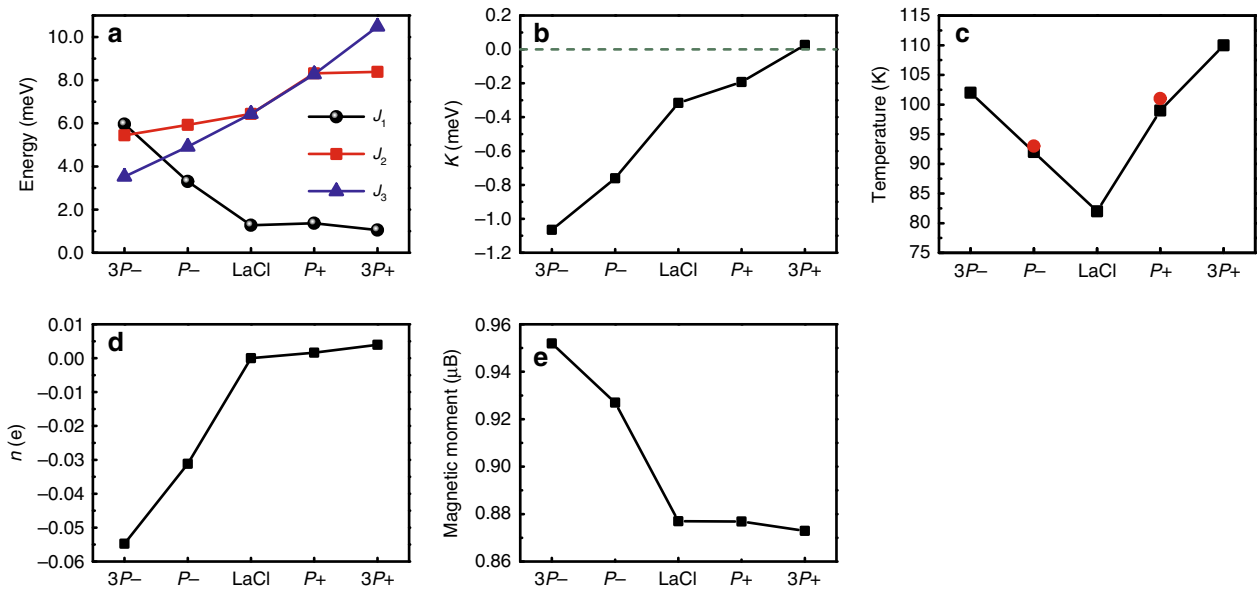 a
Energy (meV)
10.0
8.0
6.0
4.0
2.0
0.0
J1
J2
J3
3P– P– LaCl P+ 3P+
b
K (meV)
0.2
0.0
–0.2
–0.4
–0.6
–0.8
–1.0
–1.2
3P– P– LaCl P+ 3P+
c
Temperature (K)
115
110
105
100
95
90
85
80
75
3P– P– LaCl P+ 3P+
d
n (e)
0.01
0.00
–0.01
–0.02
–0.03
–0.04
–0.05
–0.06
3P– P– LaCl P+ 3P+
e
Magnetic moment (μB)
0.96
0.94
0.92
0.90
0.88
0.86
3P– P– LaCl P+ 3P+